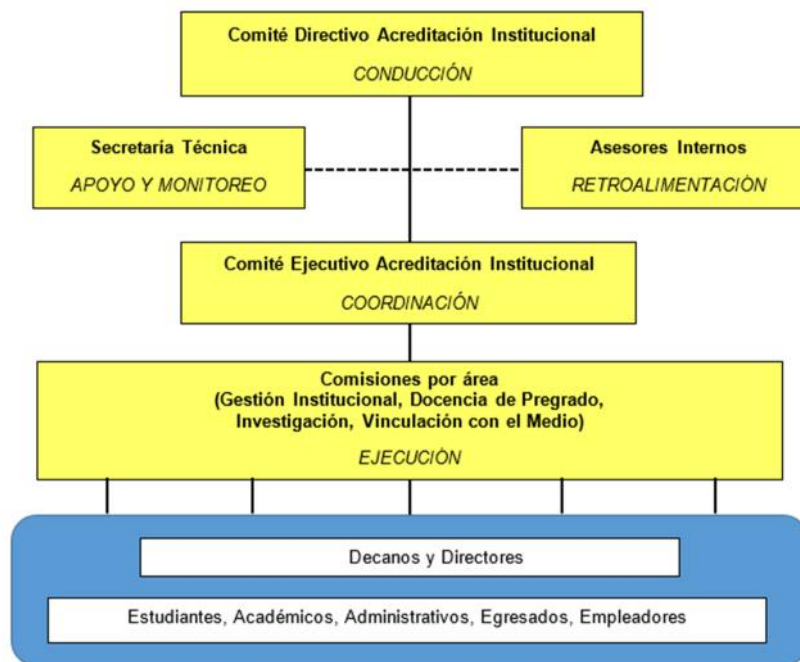 Comité Directivo Acreditación Institucional
CONDUCCIÓN
Secretaría Técnica
APOYO Y MONITOREO
Asesores Internos
RETROALIMENTACIÒN
Comité Ejecutivo Acreditación Institucional
COORDINACIÓN
Comisiones por área
(Gestión Institucional, Docencia de Pregrado,
Investigación, Vinculación con el Medio)
EJECUCIÒN
Decanos y Directores
Estudiantes, Académicos, Administrativos, Egresados, Empleadores